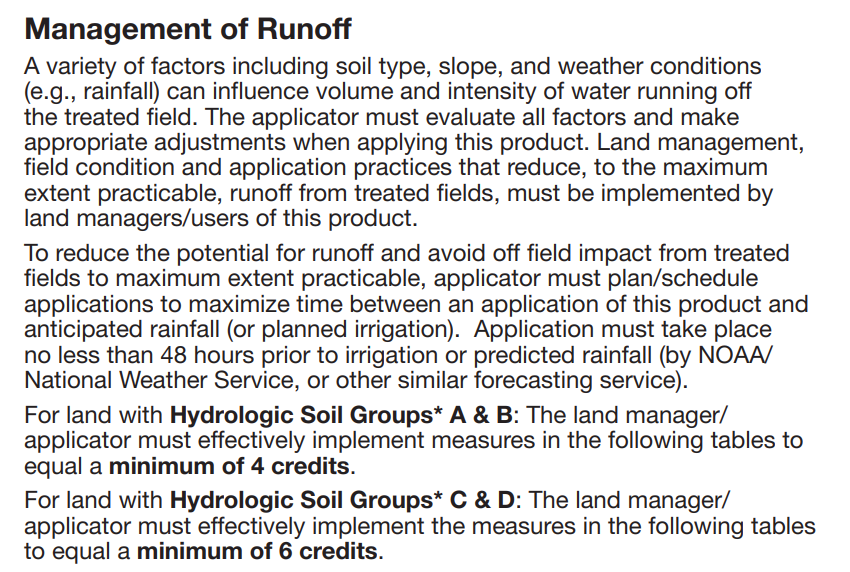 Management of Runoff
A variety of factors including soil type, slope, and weather conditions
(e.g., rainfall) can influence volume and intensity of water running off
the treated field. The applicator must evaluate all factors and make
appropriate adjustments when applying this product. Land management,
field condition and application practices that reduce, to the maximum
extent practicable, runoff from treated fields, must be implemented by
land managers/users of this product.
To reduce the potential for runoff and avoid off field impact from treated
fields to maximum extent practicable, applicator must plan/schedule
applications to maximize time between an application of this product and
anticipated rainfall (or planned irrigation).  Application must take place
no less than 48 hours prior to irrigation or predicted rainfall (by NOAA/
National Weather Service, or other similar forecasting service).
For land with Hydrologic Soil Groups* A & B: The land manager/
applicator must effectively implement measures in the following tables to
equal a minimum of 4 credits.
For land with Hydrologic Soil Groups* C & D: The land manager/
applicator must effectively implement the measures in the following tables
to equal a minimum of 6 credits.